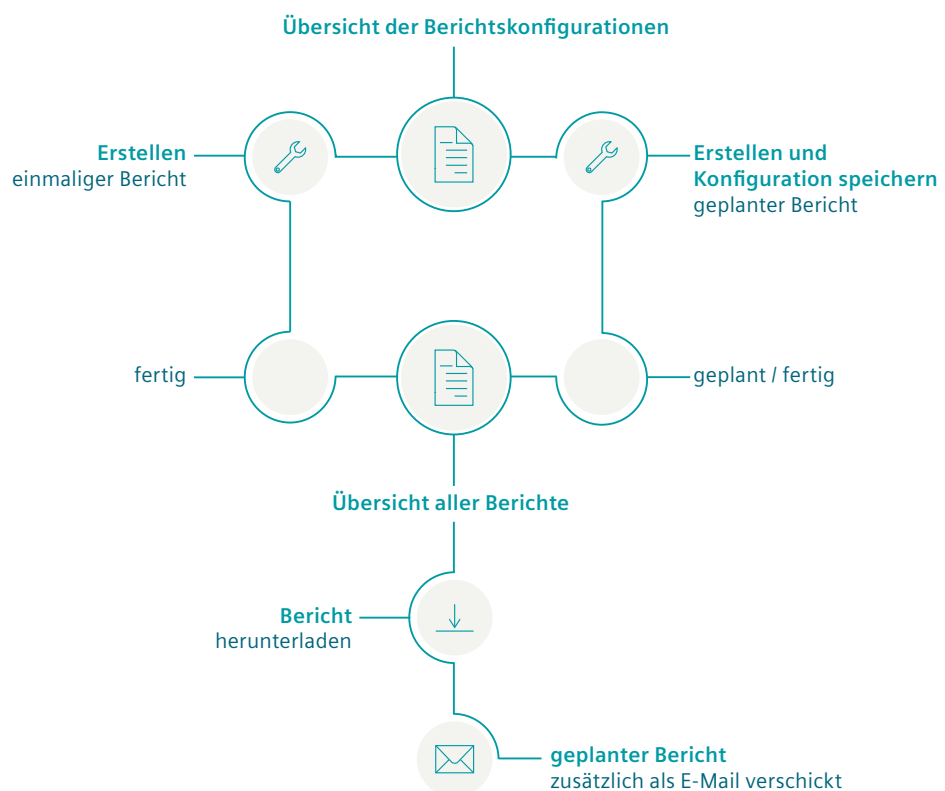 Übersicht der Berichtskonfigurationen
Erstellen
einmaliger Bericht
Erstellen und
Konfiguration speichern
geplanter Bericht
fertig
geplant / fertig
Übersicht aller Berichte
Bericht
herunterladen
geplanter Bericht
zusätzlich als E-Mail verschickt